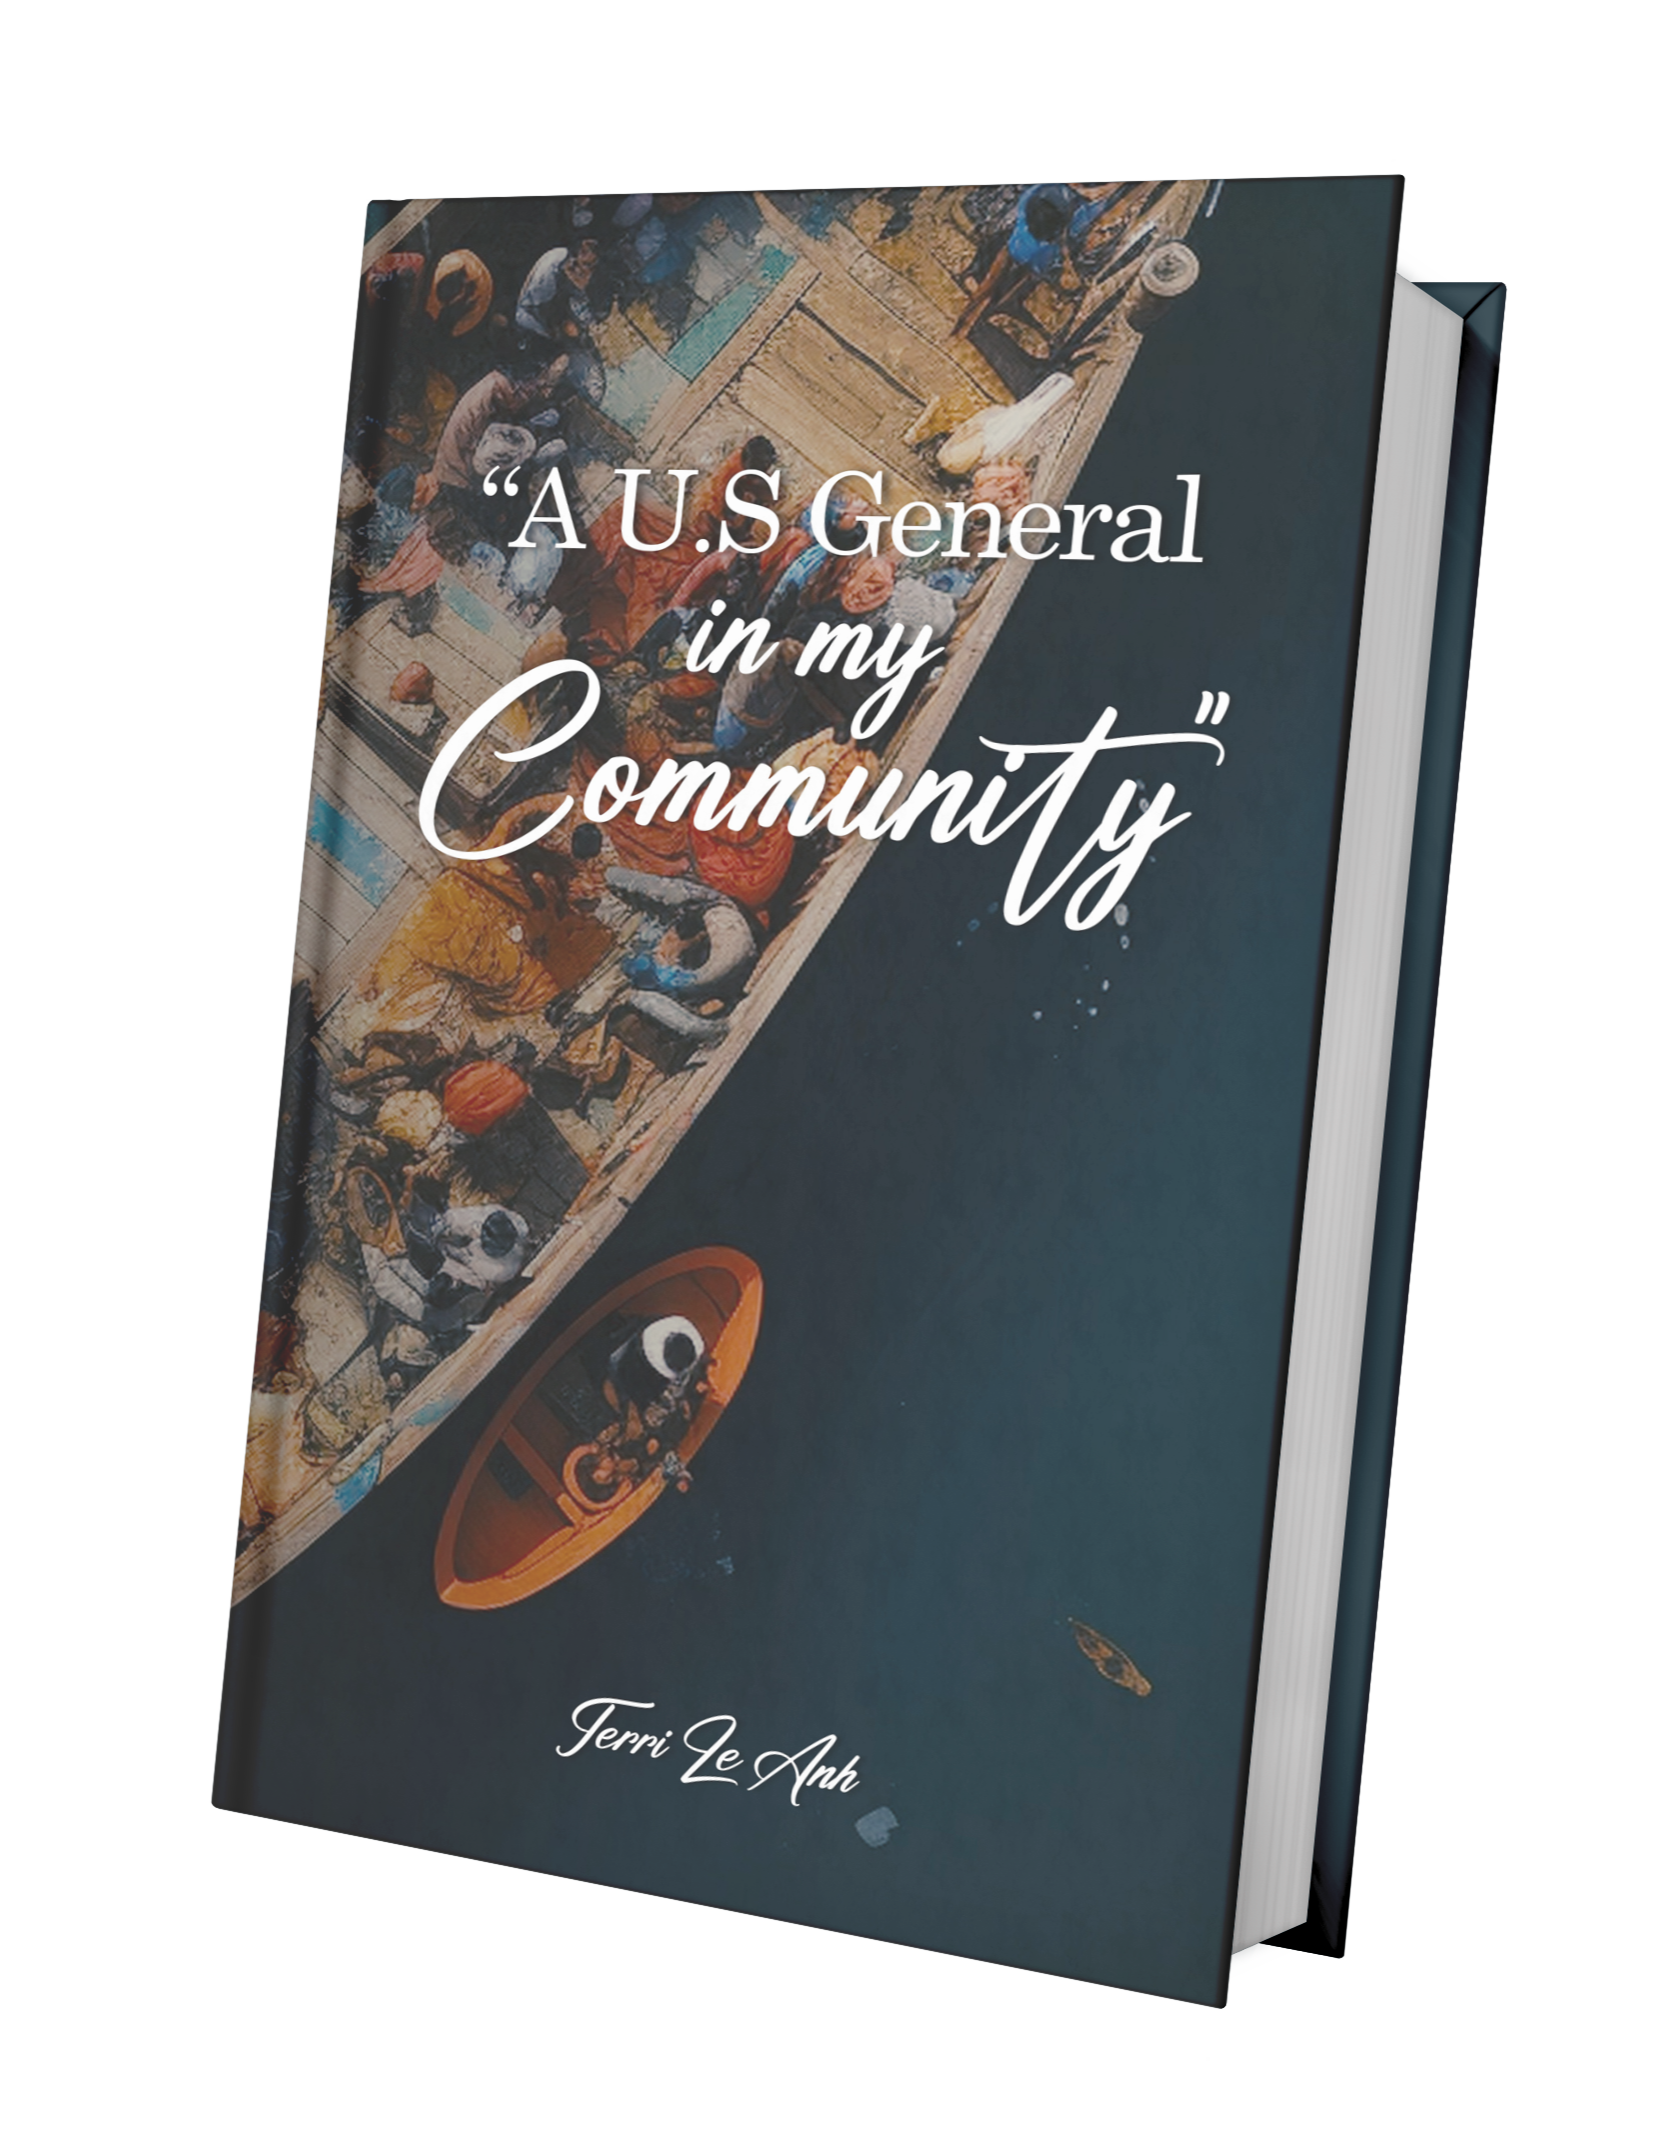 “A U.S General
in my
Community”
Terri Le Anh